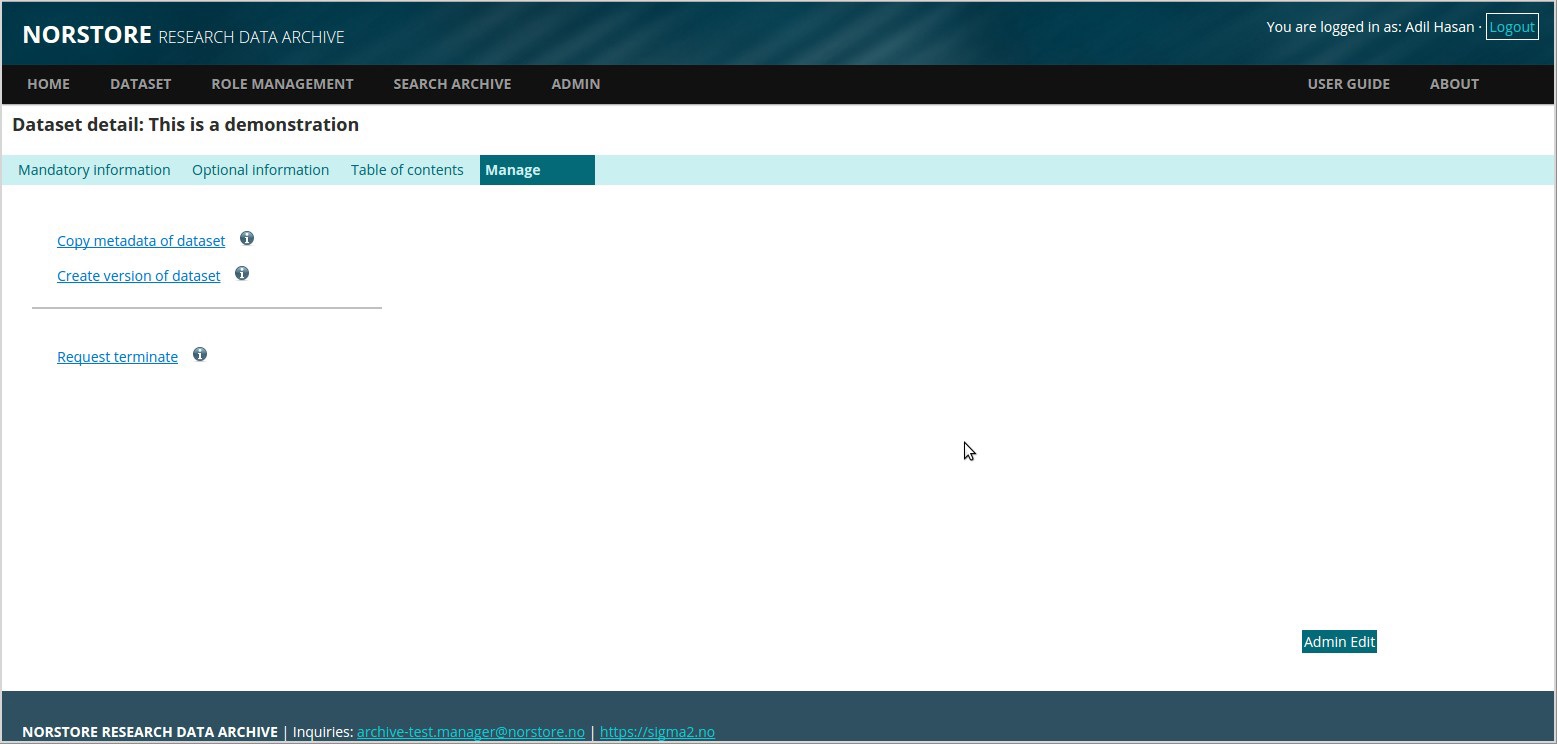 NORSTORE RESEARCH DATA ARCHIVE
You are logged in as: Adil Hasan · Logout
HOME DATASET ROLE MANAGEMENT SEARCH ARCHIVE ADMIN USER GUIDE ABOUT
Dataset detail: This is a demonstration
Mandatory information Optional information Table of contents Manage
Copy metadata of dataset
Create version of dataset
Request terminate
Admin Edit
NORSTORE RESEARCH DATA ARCHIVE | Inquiries: archive-test.manager@norstore.no | https://sigma2.no